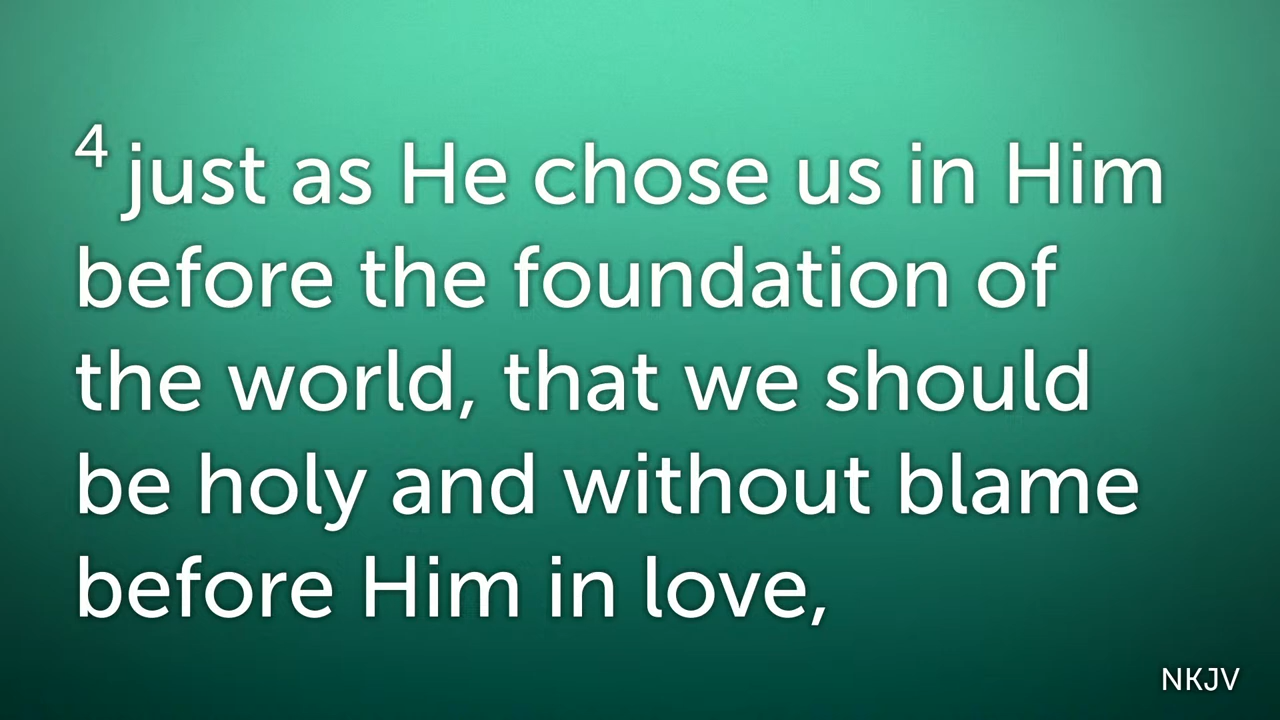 4 just as He chose us in Him
before the foundation of
the world, that we should
be holy and without blame
before Him in love,
NKJV